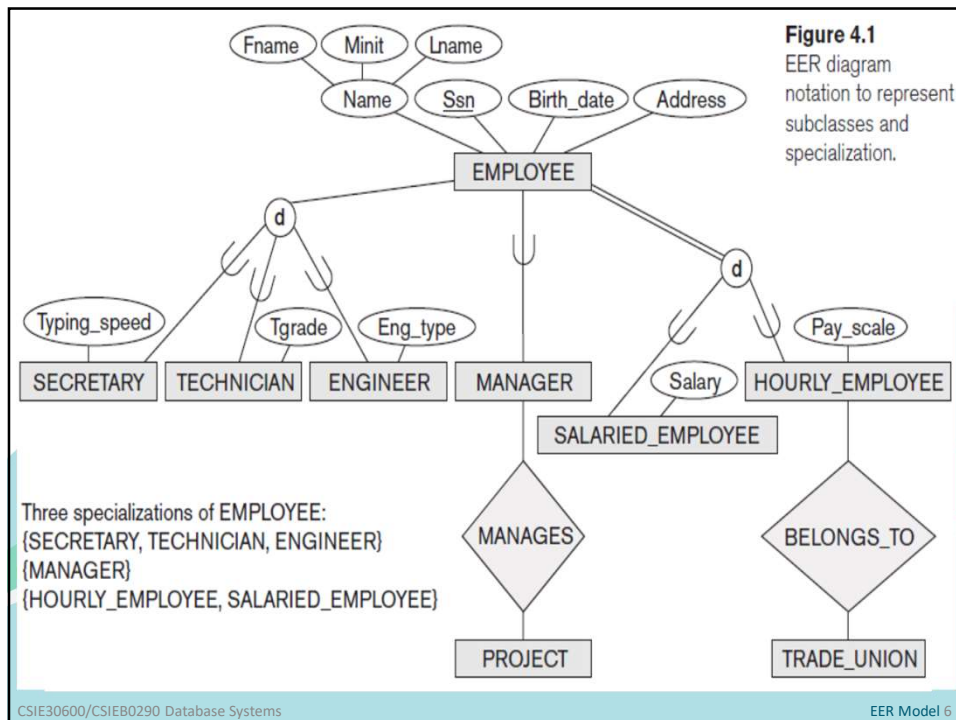 Figure 4.1
EER diagram
notation to represent
subclasses and
specialization.
Fname Minit Lname
Name Ssn Birth_date Address
EMPLOYEE
d
d
Typing_speed Tgrade Eng_type Pay_scale
SECRETARY TECHNICIAN ENGINEER MANAGER Salary HOURLY_EMPLOYEE
SALARIED_EMPLOYEE
Three specializations of EMPLOYEE:
{SECRETARY, TECHNICIAN, ENGINEER}
{MANAGER}
{HOURLY_EMPLOYEE, SALARIED_EMPLOYEE}
MANAGES BELONGS_TO
PROJECT TRADE_UNION
CSIE30600/CSIEB0290 Database Systems EER Model 6